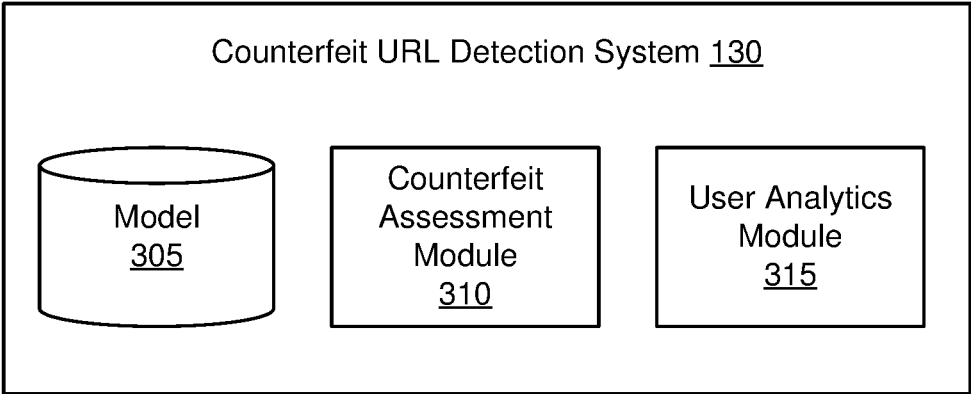 Counterfeit URL Detection System 130
Model
305
Counterfeit
Assessment
Module
310
User Analytics
Module
315